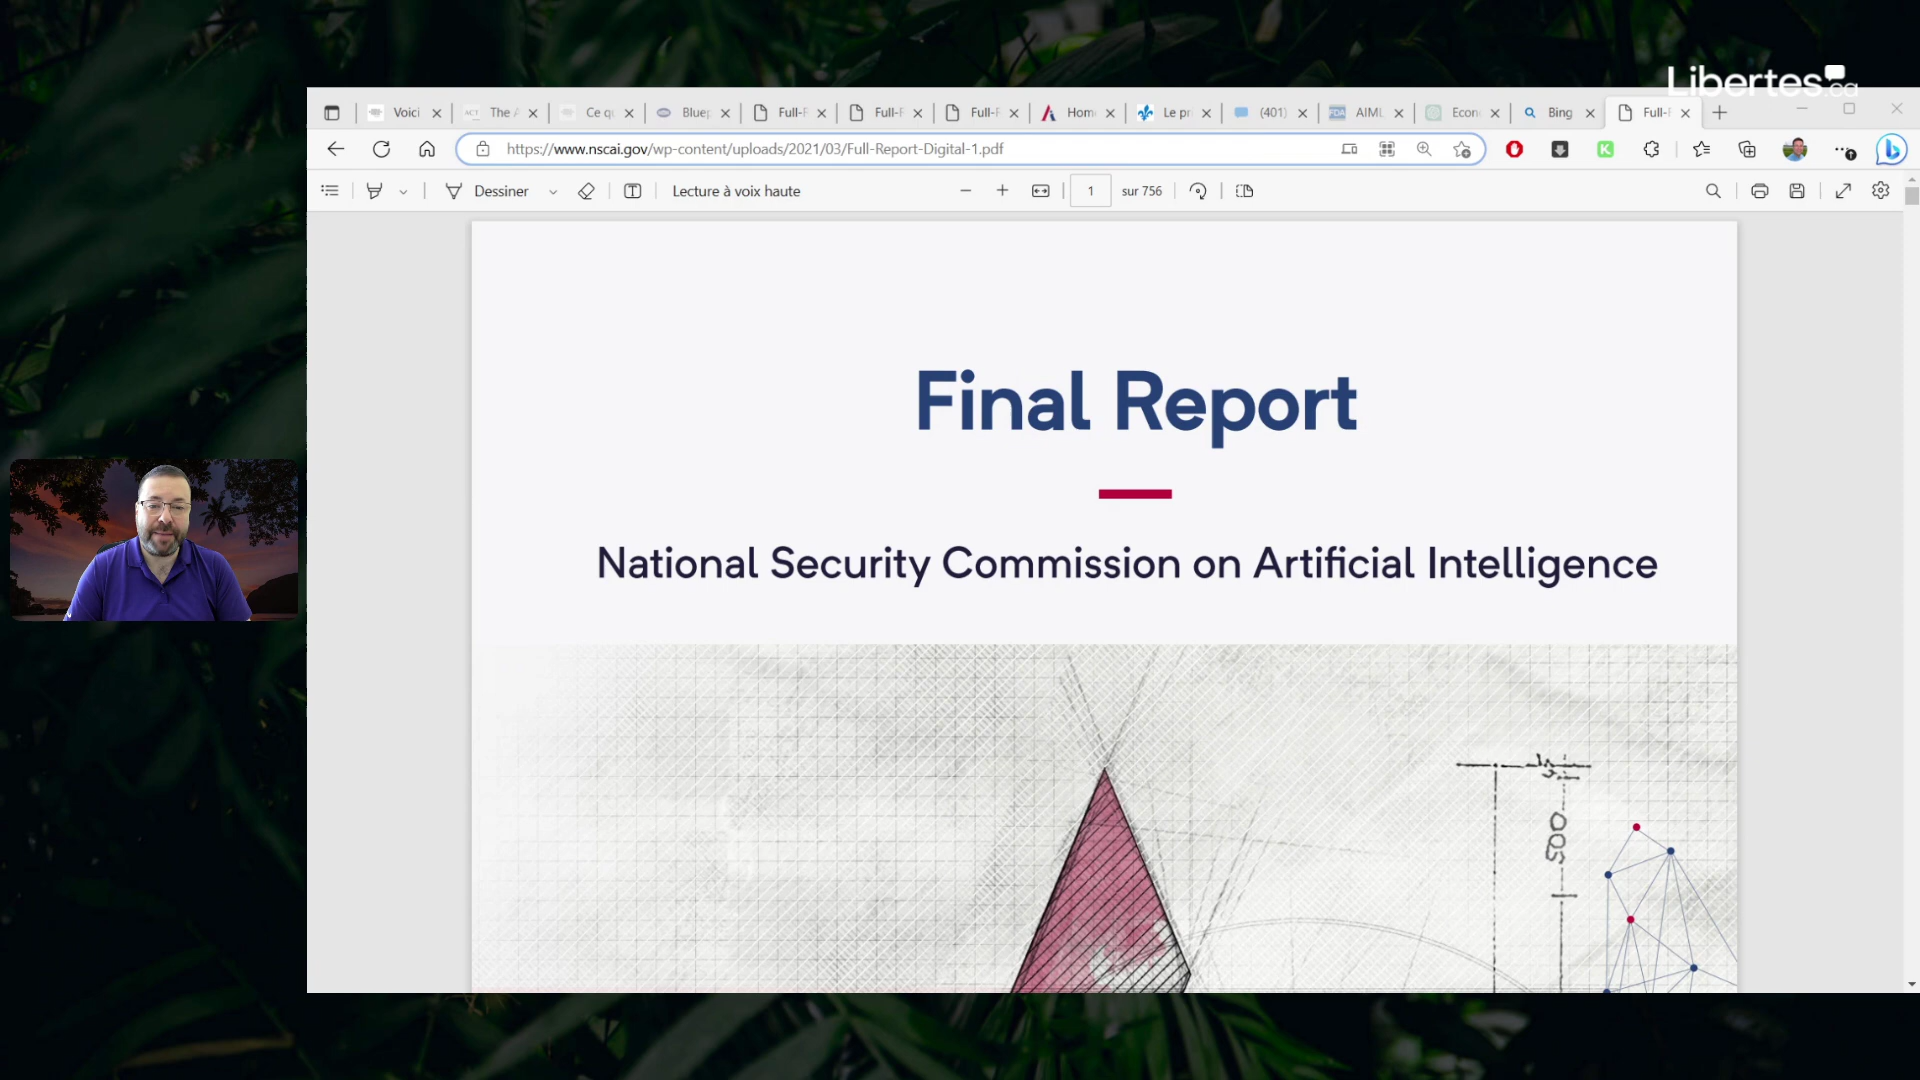 Libertes.ca
Voici
The A
Ce qu
Bluep
Full-F
Full-F
Full-F
Hom
Le pr
(401)
AIML
Econ
Bing
Full-F
https://www.nscai.gov/wp-content/uploads/2021/03/Full-Report-Digital-1.pdf
Dessiner
Lecture à voix haute
1
sur 756
Final Report
National Security Commission on Artificial Intelligence